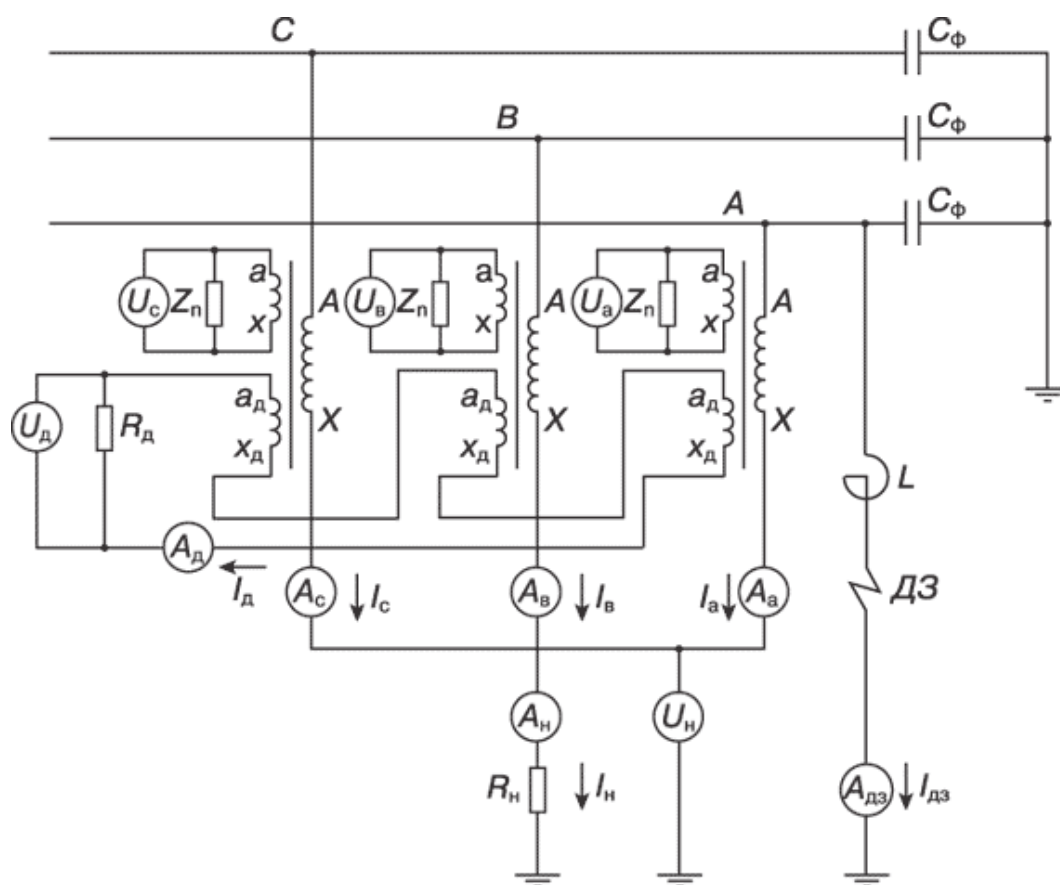 C
Cф
B
Cф
A
Cф
Uс Zп a x A X
Uв Zп a x A X
Uа Zп a x A X
Uд Rд aд xд
aд xд
aд xд
L
Aд
Iд
Aс Iс
Aв Iв
Iа Aа
ДЗ
Aн
Uн
Rн Iн
Aдз Iдз